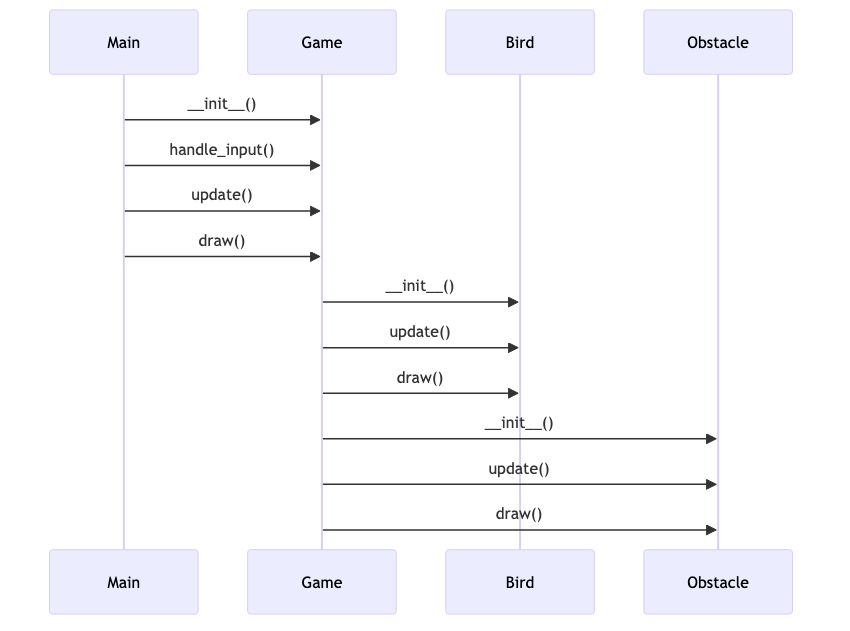 Main Game Bird Obstacle
__init__()
handle_input()
update()
draw()
__init__()
update()
draw()
__init__()
update()
draw()
Main Game Bird Obstacle